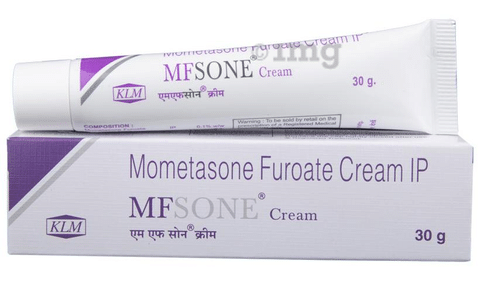 Mometasone Furoate Cream IP
1mg
MFSONE® Cream
30 g.
KLM
एमएफसोन® क्रीम
COMPOSITION :
Warning : To be sold by retail on the
prescription of a Registered Medical
Mometasone Furoate Cream IP
MFSONE® Cream
KLM
एम एफ सोन® क्रीम
30 g